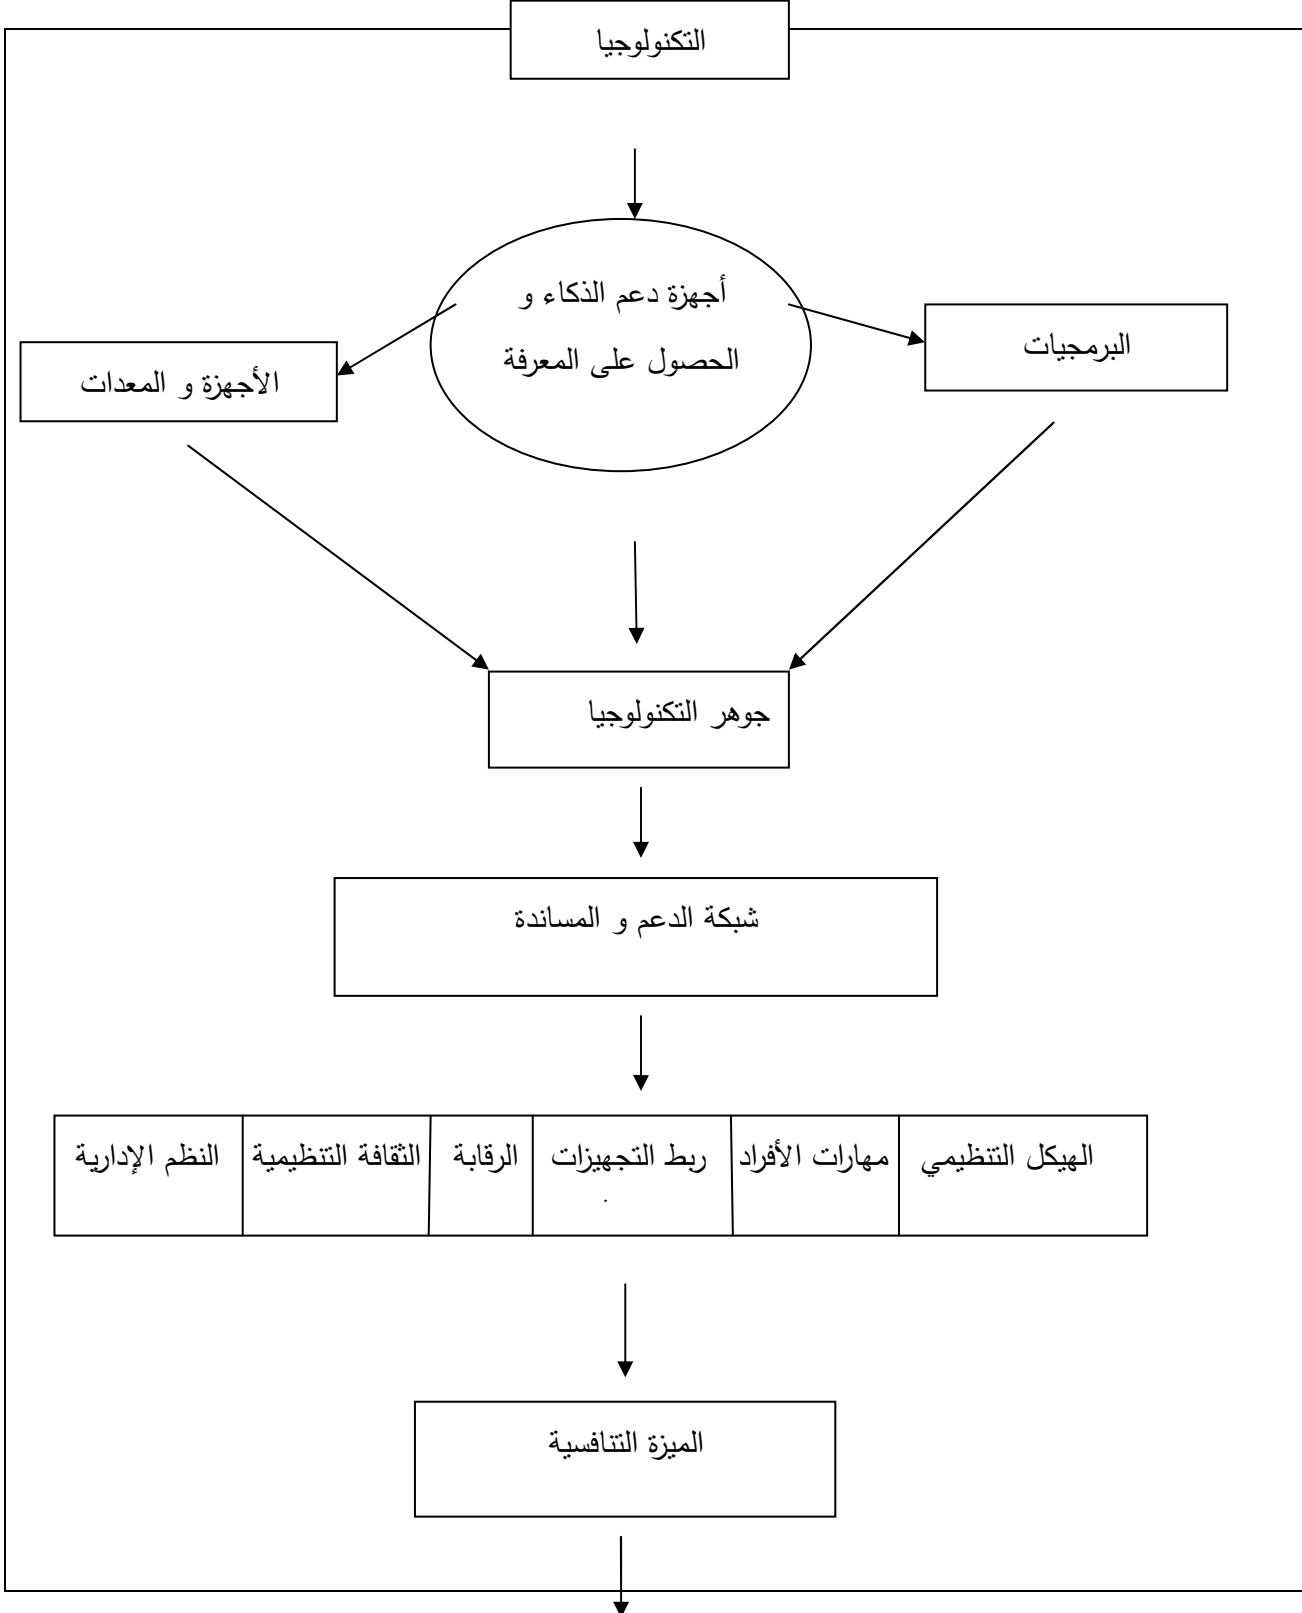 التكنولوجيا
أجهزة دعم الذكاء و
الحصول على المعرفة
البرمجيات
الأجهزة و المعدات
جوهر التكنولوجيا
شبكة الدعم و المساندة
الهيكل التنظيمي
مهارات الأفراد
ربط التجهيزات
الرقابة
الثقافة التنظيمية
النظم الإدارية
الميزة التنافسية